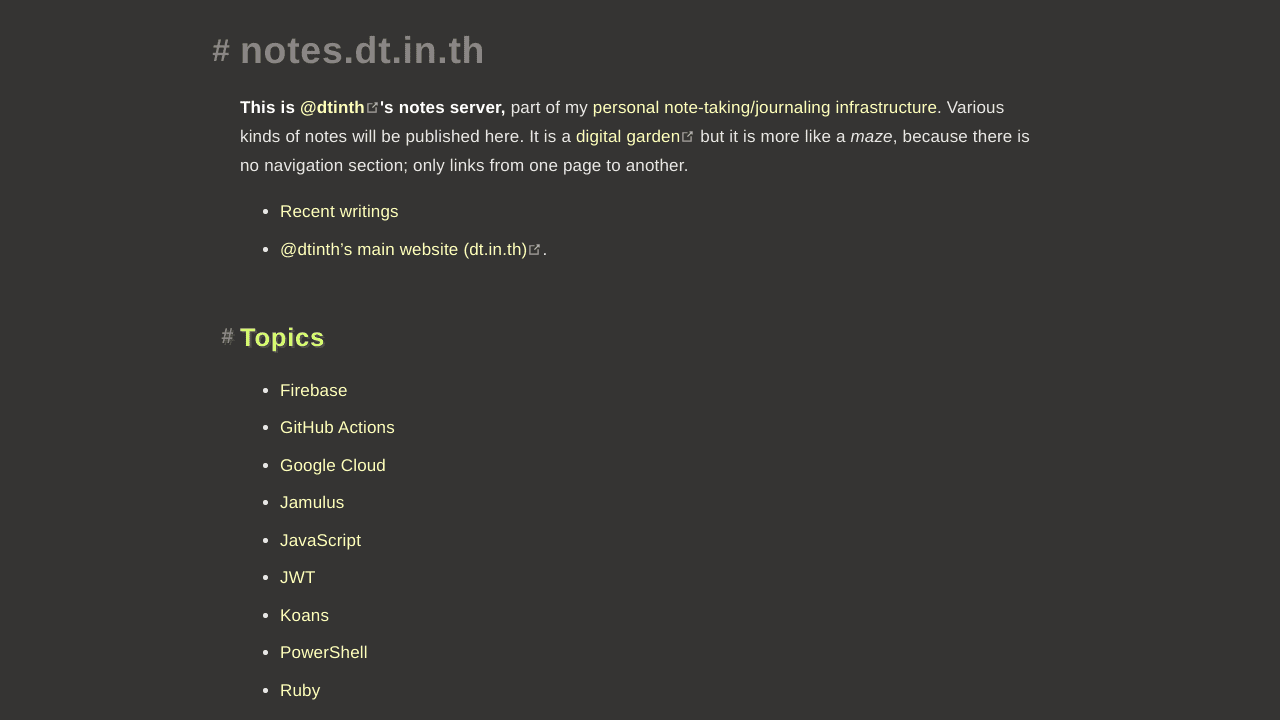 # notes.dt.in.th
This is @dtinth's notes server, part of my personal note-taking/journaling infrastructure. Various
kinds of notes will be published here. It is a digital garden but it is more like a maze, because there is
no navigation section; only links from one page to another.
• Recent writings
• @dtinth’s main website (dt.in.th).
# Topics
• Firebase
• GitHub Actions
• Google Cloud
• Jamulus
• JavaScript
• JWT
• Koans
• PowerShell
• Ruby